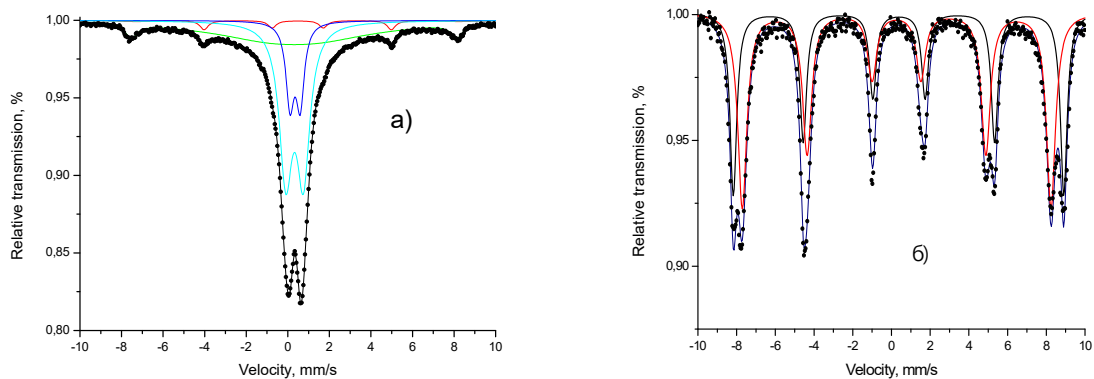 1,00
0,95
0,90
0,85
0,80
Relative transmission, %
а)
-10 -8 -6 -4 -2 0 2 4 6 8 10
Velocity, mm/s
1,00
0,95
0,90
Relative transmission, %
б)
-10 -8 -6 -4 -2 0 2 4 6 8 10
Velocity, mm/s